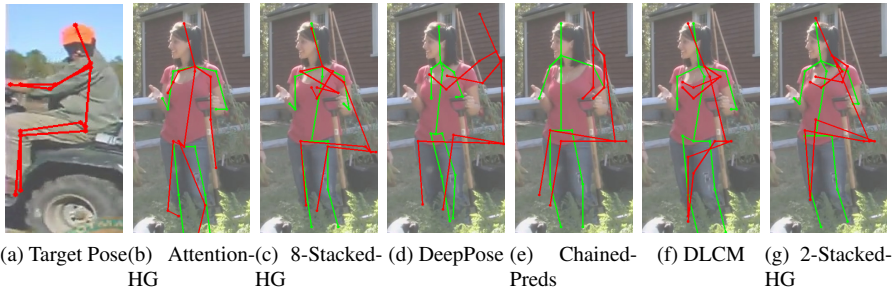 (a) Target Pose
(b) Attention-
HG
(c) 8-Stacked-
HG
(d) DeepPose
(e) Chained-
Preds
(f) DLCM
(g) 2-Stacked-
HG